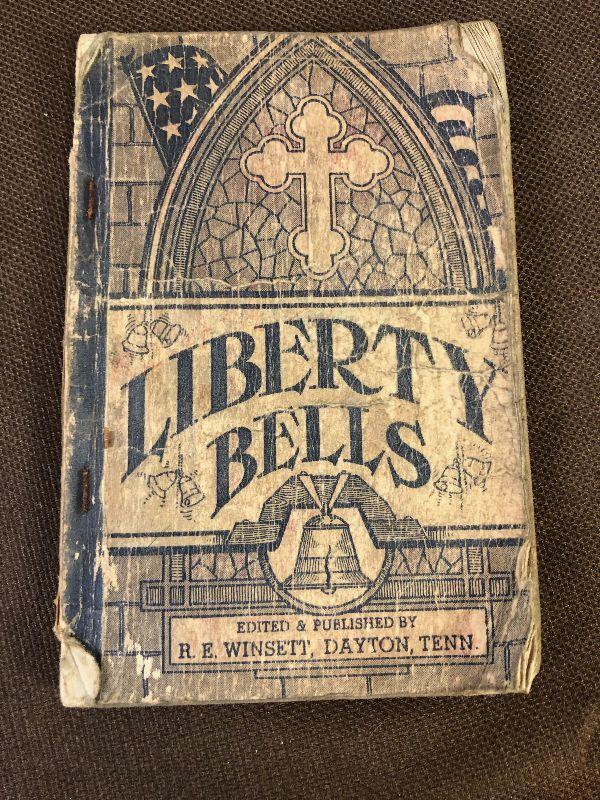 LIBERTY
BELLS
EDITED & PUBLISHED BY
R. E. WINSETT, DAYTON, TENN.